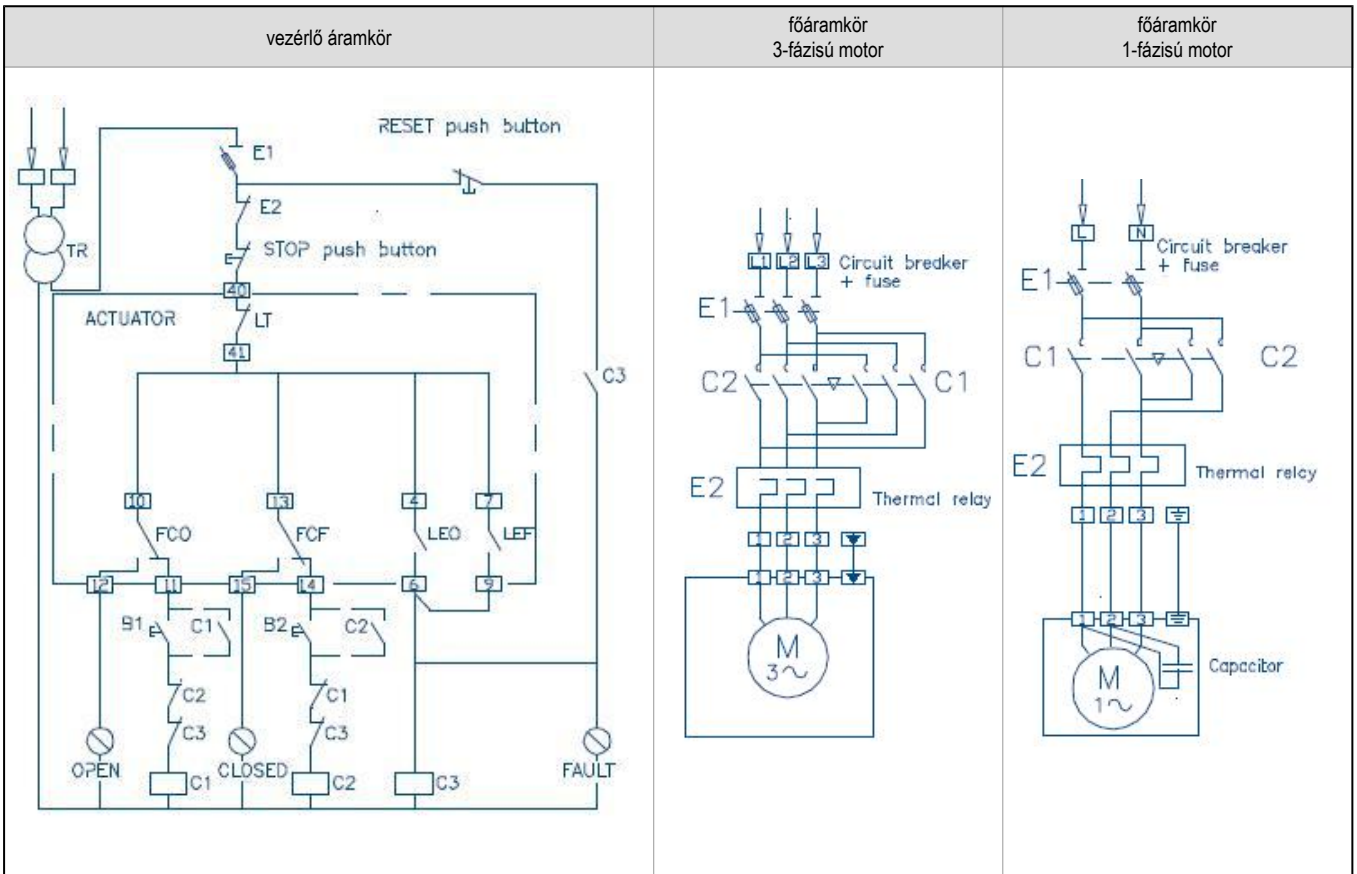 vezérlő áramkör
főáramkör
3-fázisú motor
főáramkör
1-fázisú motor
RESET push button
E1
E2
TR
STOP push button
40
ACTUATOR
LT
41
C3
10
13
4
7
FCO
FCF
LEO
LEF
12
11
15
14
6
9
B1
C1
B2
C2
C2
C1
C3
C3
OPEN
C1
CLOSED
C2
C3
FAULT
L1
L2
L3
Circuit breaker
+ fuse
E1
C2
C1
E2
Thermal relay
1
2
3
1
2
3
M
3~
L
N
Circuit breaker
+ fuse
E1
C1
C2
E2
Thermal relay
1
2
3
1
2
3
Capacitor
M
1~